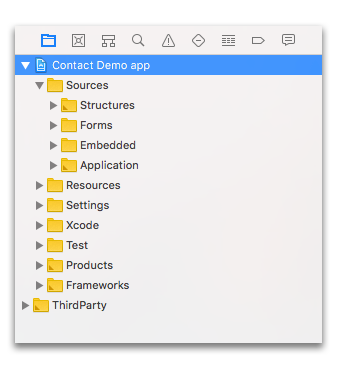 Contact Demo app
Sources
Structures
Forms
Embedded
Application
Resources
Settings
Xcode
Test
Products
Frameworks
ThirdParty